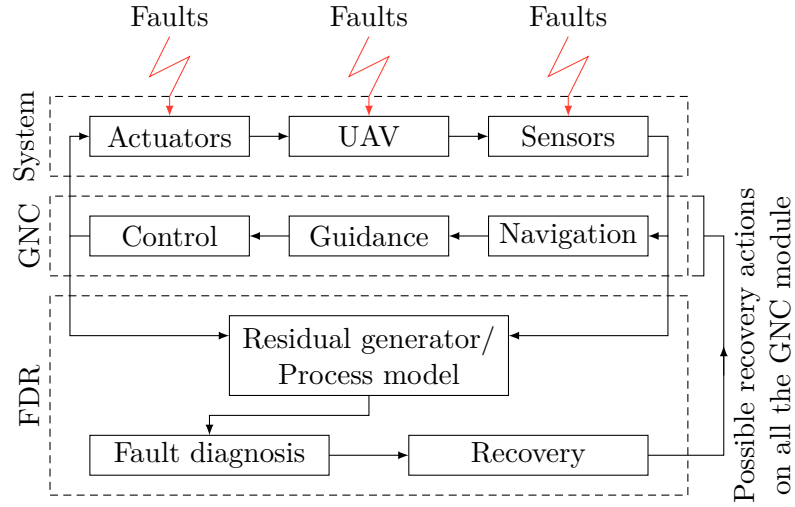 Faults
Faults
Faults
System
Actuators
UAV
Sensors
GNC
Control
Guidance
Navigation
FDR
Residual generator/
Process model
Fault diagnosis
Recovery
Possible recovery actions
on all the GNC module